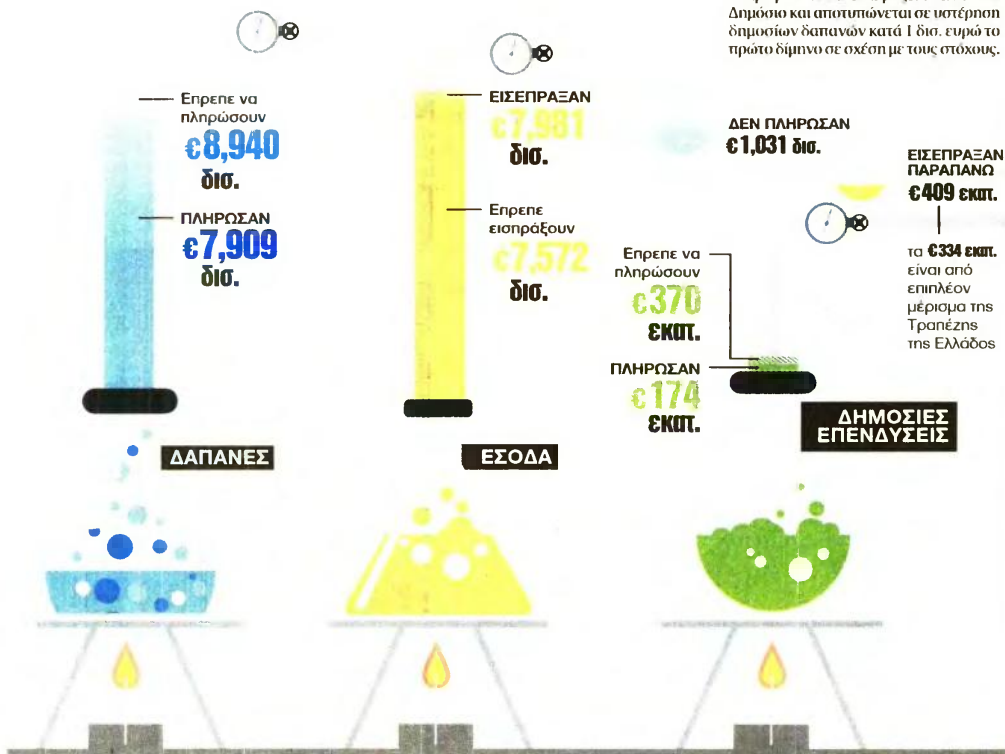 Δημόσιο και αποτυπώνεται σε υστέρηση
δημοσίων δαπανών κατά 1 δισ. ευρώ το
πρώτο δίμηνο σε σχέση με τους στόχους.
Επρεπε να
πληρώσουν
€8,940
δισ.
ΠΛΗΡΩΣΑΝ
€7,909
δισ.
ΕΙΣΕΠΡΑΞΑΝ
€7,981
δισ.
Επρεπε
εισπράξουν
€7,572
δισ.
ΔΕΝ ΠΛΗΡΩΣΑΝ
€1,031 δισ.
ΕΙΣΕΠΡΑΞΑΝ
ΠΑΡΑΠΑΝΩ
€409 εκατ.
τα €334 εκατ.
είναι από
επιπλέον
μέρισμα της
Τραπέζης
της Ελλάδος
Επρεπε να
πληρώσουν
€370
εκατ.
ΠΛΗΡΩΣΑΝ
€174
εκατ.
ΔΑΠΑΝΕΣ
ΕΣΟΔΑ
ΔΗΜΟΣΙΕΣ
ΕΠΕΝΔΥΣΕΙΣ